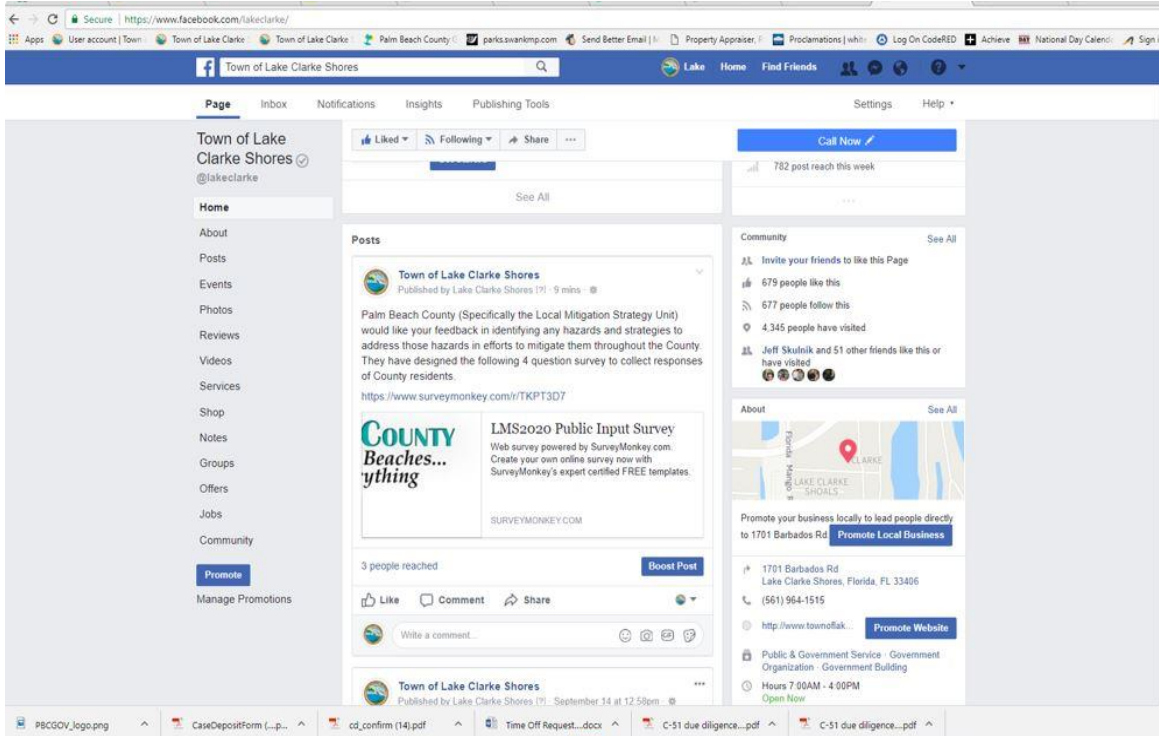 Secure | https://www.facebook.com/lakeclarke/
Apps User account | Town Town of Lake Clarke Town of Lake Clarke Palm Beach County parks.swankmp.com Send Better Email | Property Appraiser, Proclamations | white Log On CodeRED Achieve National Day Calend Sign i
Town of Lake Clarke Shores Lake Home Find Friends
Page Inbox Notifications Insights Publishing Tools Settings Help
Town of Lake
Clarke Shores
@lakeclarke
Home
About
Posts
Events
Photos
Reviews
Videos
Services
Shop
Notes
Groups
Offers
Jobs
Community
Promote
Manage Promotions
Liked Following Share ...
See All
Posts
Town of Lake Clarke Shores
Published by Lake Clarke Shores [?] · 9 mins ·
Palm Beach County (Specifically the Local Mitigation Strategy Unit)
would like your feedback in identifying any hazards and strategies to
address those hazards in efforts to mitigate them throughout the County.
They have designed the following 4 question survey to collect responses
of County residents.
https://www.surveymonkey.com/r/TKPT3D7
COUNTY
Beaches...
ything
LMS2020 Public Input Survey
Web survey powered by SurveyMonkey.com.
Create your own online survey now with
SurveyMonkey's expert certified FREE templates.
SURVEYMONKEY.COM
3 people reached Boost Post
Like Comment Share
Write a comment...
Town of Lake Clarke Shores ...
Published by Lake Clarke Shores [?] · September 14 at 12:58pm ·
Call Now
782 post reach this week
...
Community See All
Invite your friends to like this Page
679 people like this
677 people follow this
4,345 people have visited
Jeff Skulnik and 51 other friends like this or
have visited
About See All
Florida Mango
CLARKE
LAKE CLARKE
SHOALS
Promote your business locally to lead people directly
to 1701 Barbados Rd Promote Local Business
1701 Barbados Rd
Lake Clarke Shores, Florida, FL 33406
(561) 964-1515
http://www.townoflak... Promote Website
Public & Government Service · Government
Organization · Government Building
Hours 7:00AM - 4:00PM
Open Now
PBCGOV_logo.png CaseDepositForm (....p... cd_confirm (14).pdf Time Off Request....docx C-51 due diligence....pdf C-51 due diligence....pdf